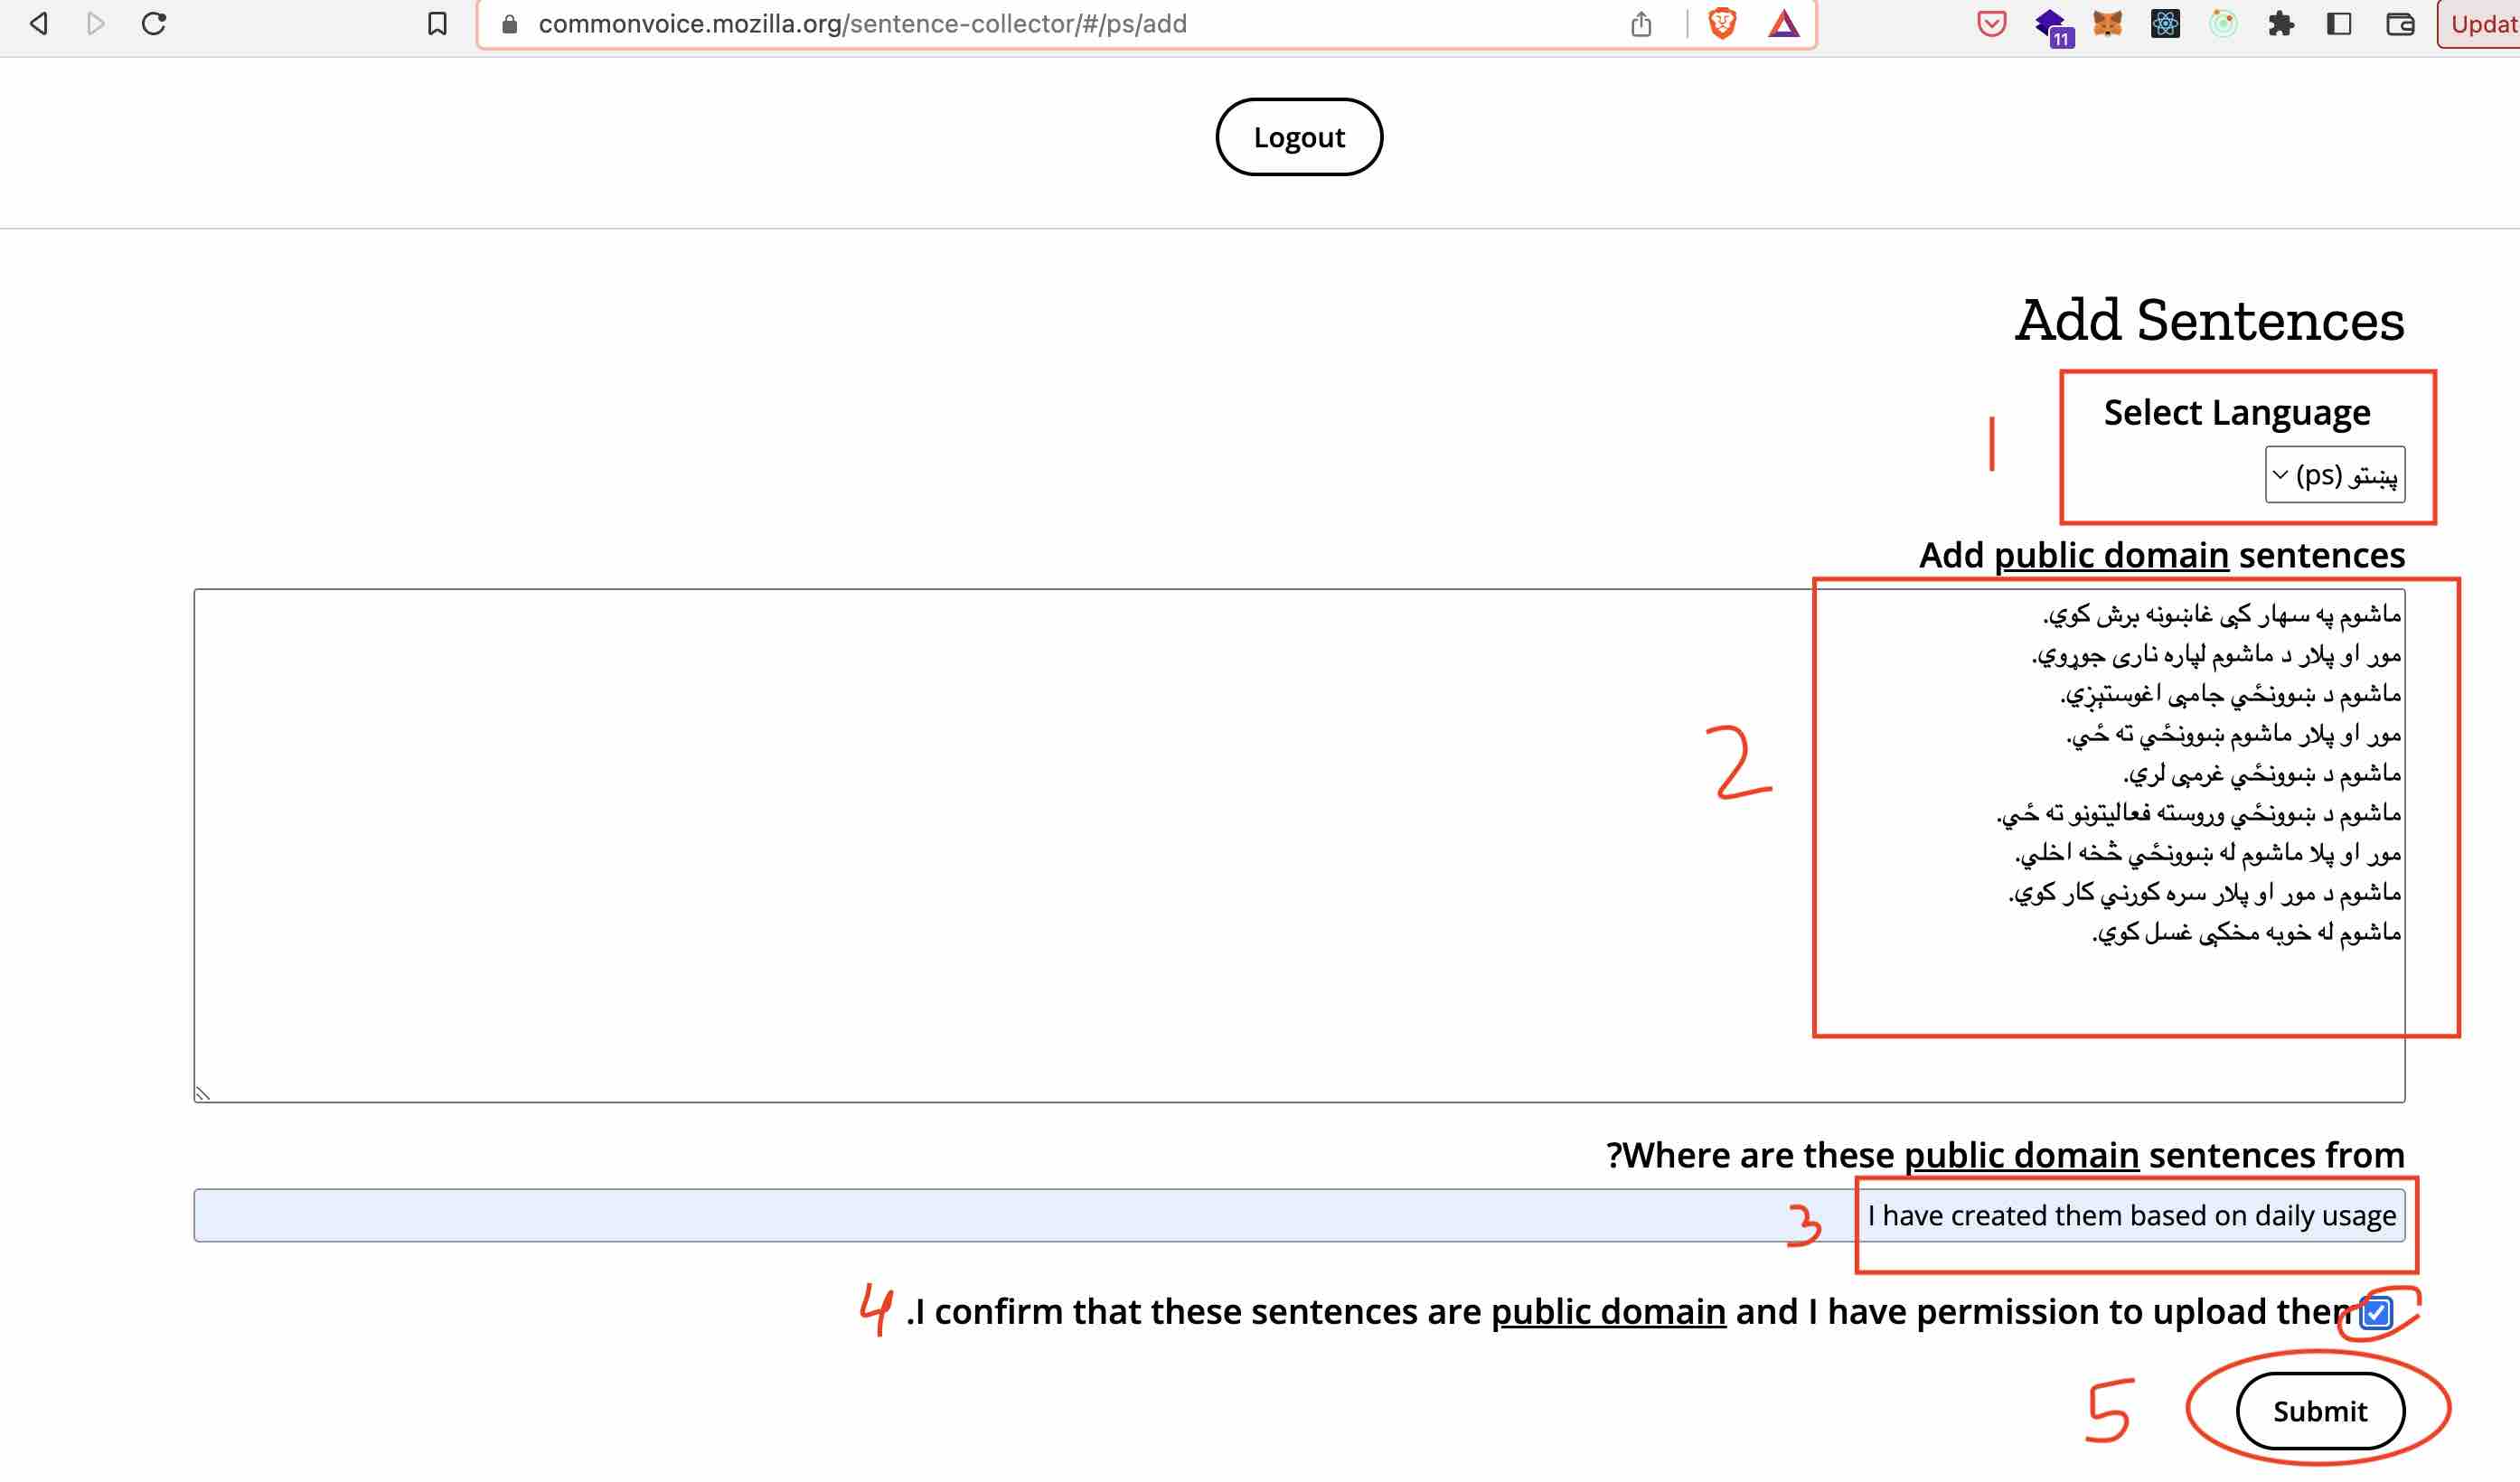 commonvoice.mozilla.org/sentence-collector/#/ps/add
11
Updat
Logout
Add Sentences
Select Language
1
پښتو (ps)
Add public domain sentences
ماشوم په سهار کې غاښونه برش کوي.
مور او پلار د ماشوم لپاره ناری جوړوي.
ماشوم د ښوونځي جامې اغوستېږي.
مور او پلار ماشوم ښوونځي ته ځي.
ماشوم د ښوونځي غرمې لري.
ماشوم د ښوونځي وروسته فعالیتونو ته ځي.
مور او پلا ماشوم له ښوونځي څخه اخلي.
ماشوم د مور او پلار سره کورني کار کوي.
ماشوم له خوبه مخکې غسل کوي.
2
?Where are these public domain sentences from
I have created them based on daily usage
3
4
.I confirm that these sentences are public domain and I have permission to upload them
5
Submit